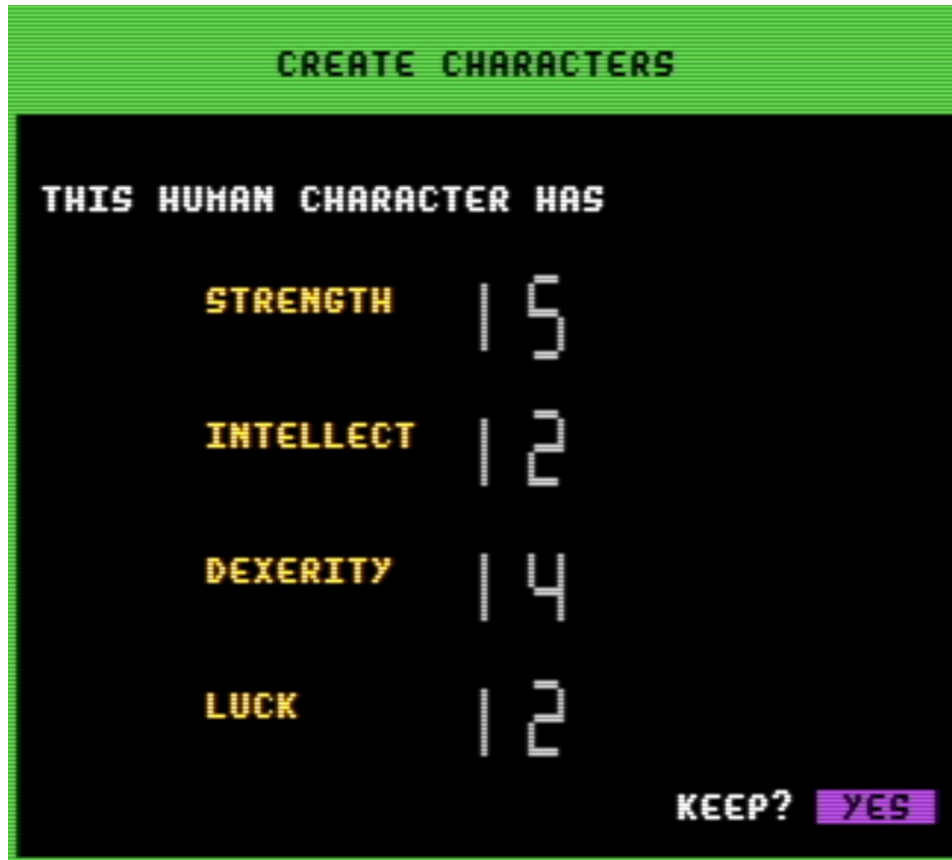 CREATE CHARACTERS
THIS HUMAN CHARACTER HAS
STRENGTH 15
INTELLECT 12
DEXERITY 14
LUCK 12
KEEP? YES